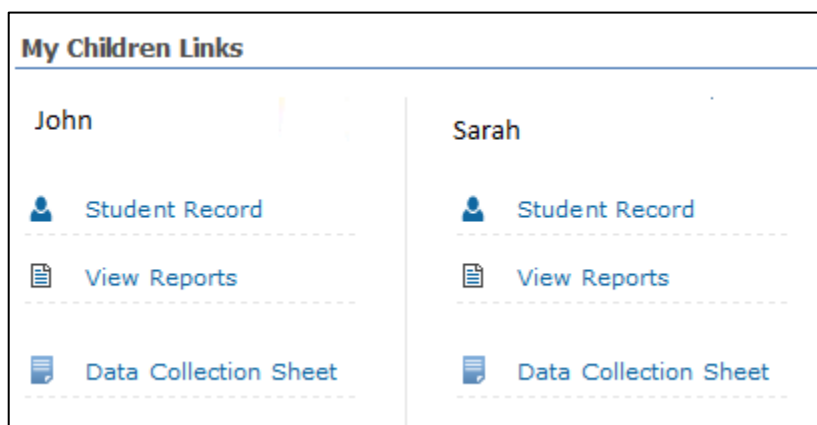 My Children Links
John
Student Record
View Reports
Data Collection Sheet
Sarah
Student Record
View Reports
Data Collection Sheet